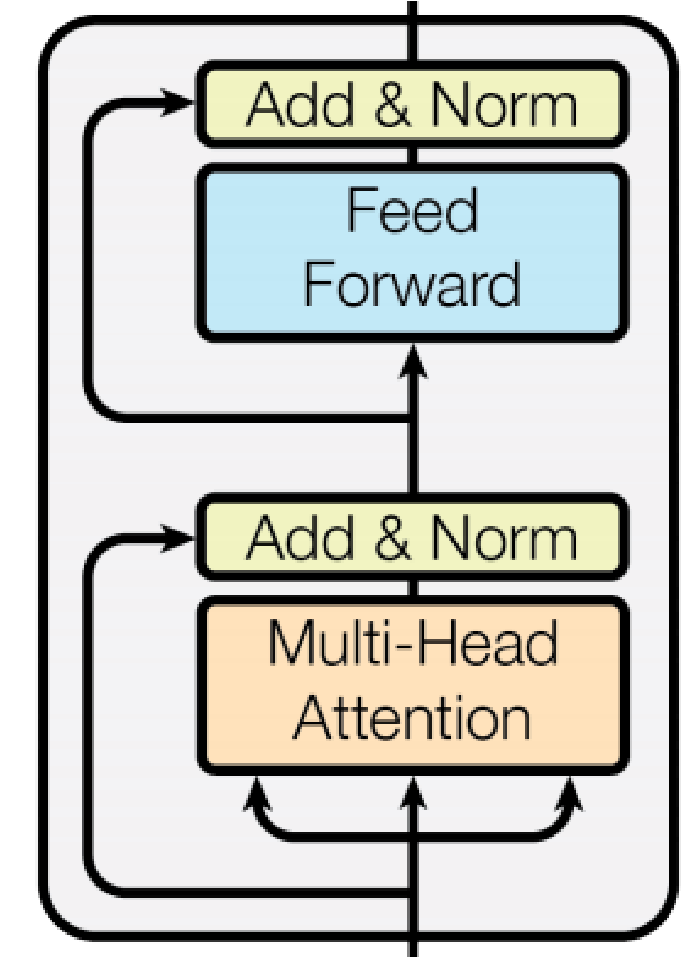 Add & Norm
Feed
Forward
Add & Norm
Multi-Head
Attention